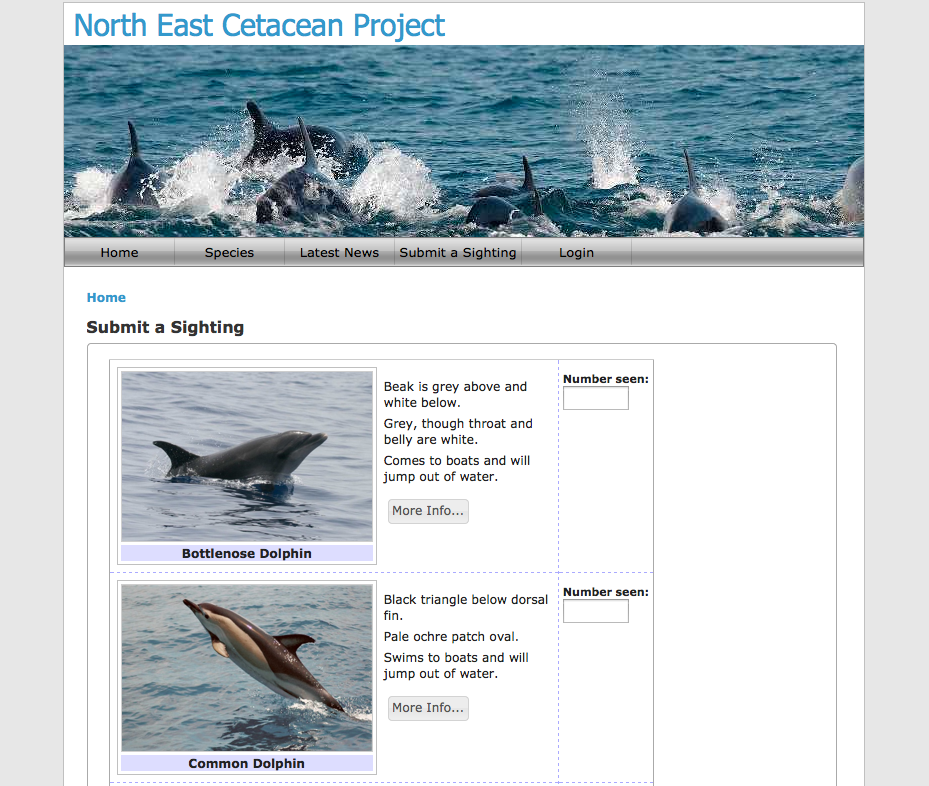 North East Cetacean Project
Home Species Latest News Submit a Sighting Login
Home
Submit a Sighting
Beak is grey above and
white below.
Grey, though throat and
belly are white.
Comes to boats and will
jump out of water.
More Info...
Bottlenose Dolphin
Number seen:
Black triangle below dorsal
fin.
Pale ochre patch oval.
Swims to boats and will
jump out of water.
More Info...
Common Dolphin
Number seen: